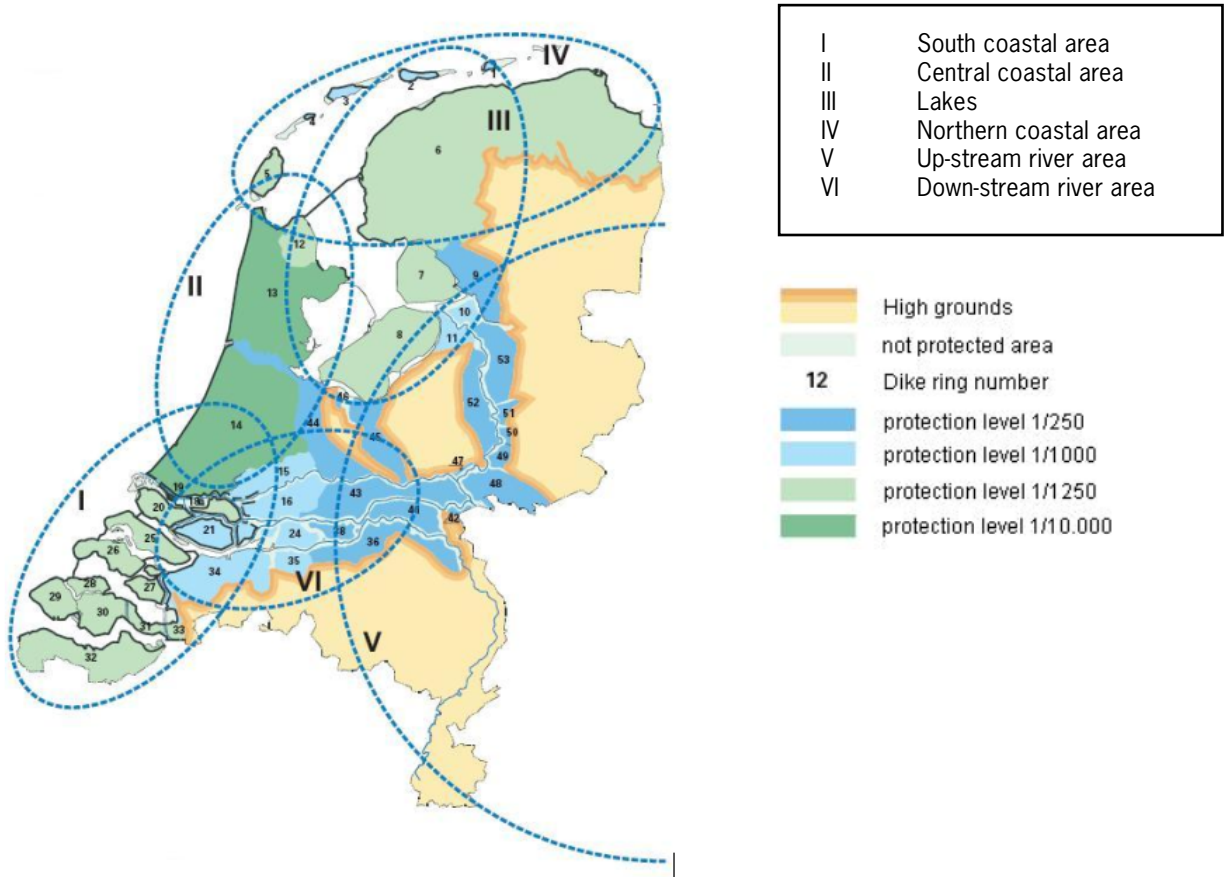 I South coastal area
II Central coastal area
III Lakes
IV Northern coastal area
V Up-stream river area
VI Down-stream river area
High grounds
not protected area
12 Dike ring number
protection level 1/250
protection level 1/1000
protection level 1/1250
protection level 1/10.000
IV
1
2
3
4
III
6
5
12
7
9
II
13
10
8
11
53
46
52
51
44
14
45
50
47
49
15
19
48
I
43
20
16
42
21
25
24
38
36
26
35
34
VI
28
27
29
30
31
33
V
32